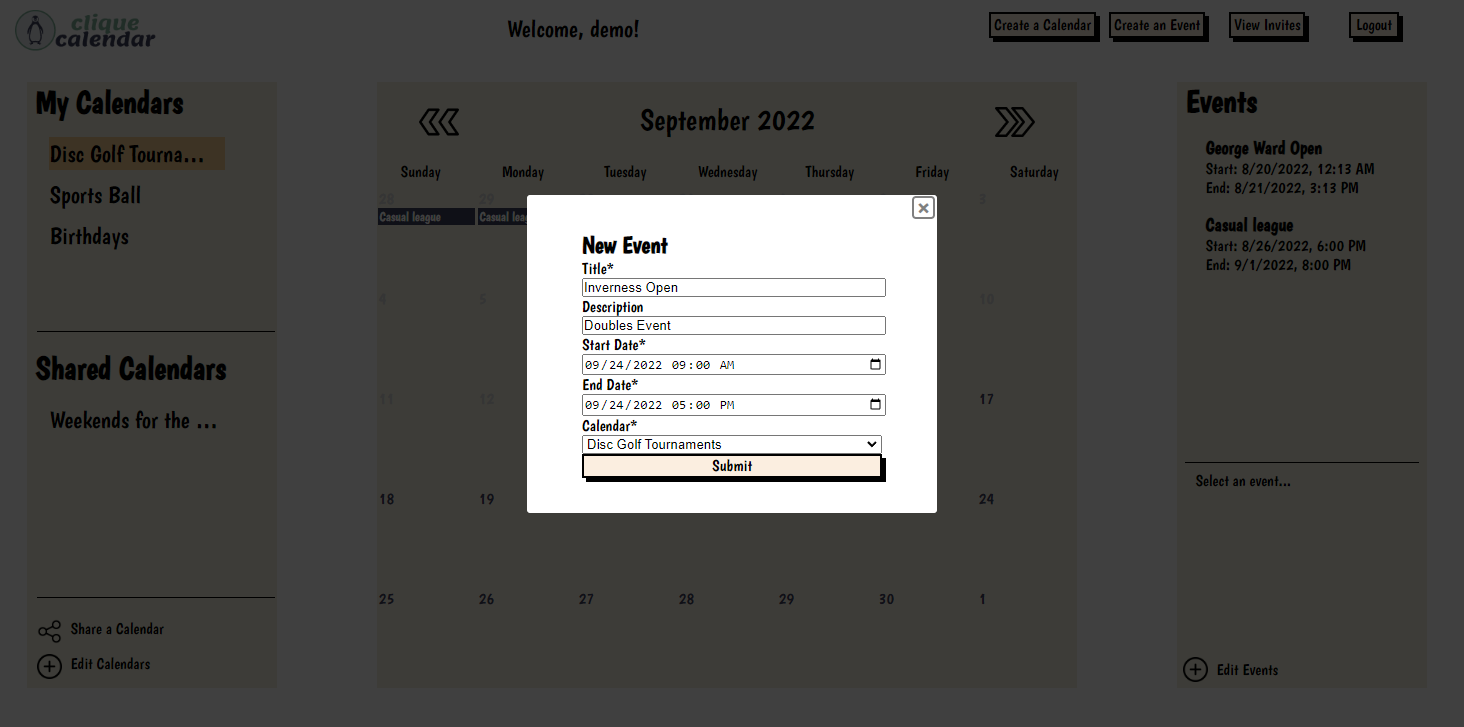 clique
calendar
Welcome, demo!
Create a Calendar
Create an Event
View Invites
Logout
My Calendars
Disc Golf Tourna...
Sports Ball
Birthdays
Shared Calendars
Weekends for the ...
Share a Calendar
Edit Calendars
September 2022
Sunday Monday Tuesday Wednesday Thursday Friday Saturday
28 29 3
Casual league Casual lea
4 5 10
11 12 17
18 19 24
25 26 27 28 29 30 1
New Event
Title*
Inverness Open
Description
Doubles Event
Start Date*
09/24/2022 09:00 AM
End Date*
09/24/2022 05:00 PM
Calendar*
Disc Golf Tournaments
Submit
Events
George Ward Open
Start: 8/20/2022, 12:13 AM
End: 8/21/2022, 3:13 PM
Casual league
Start: 8/26/2022, 6:00 PM
End: 9/1/2022, 8:00 PM
Select an event...
Edit Events